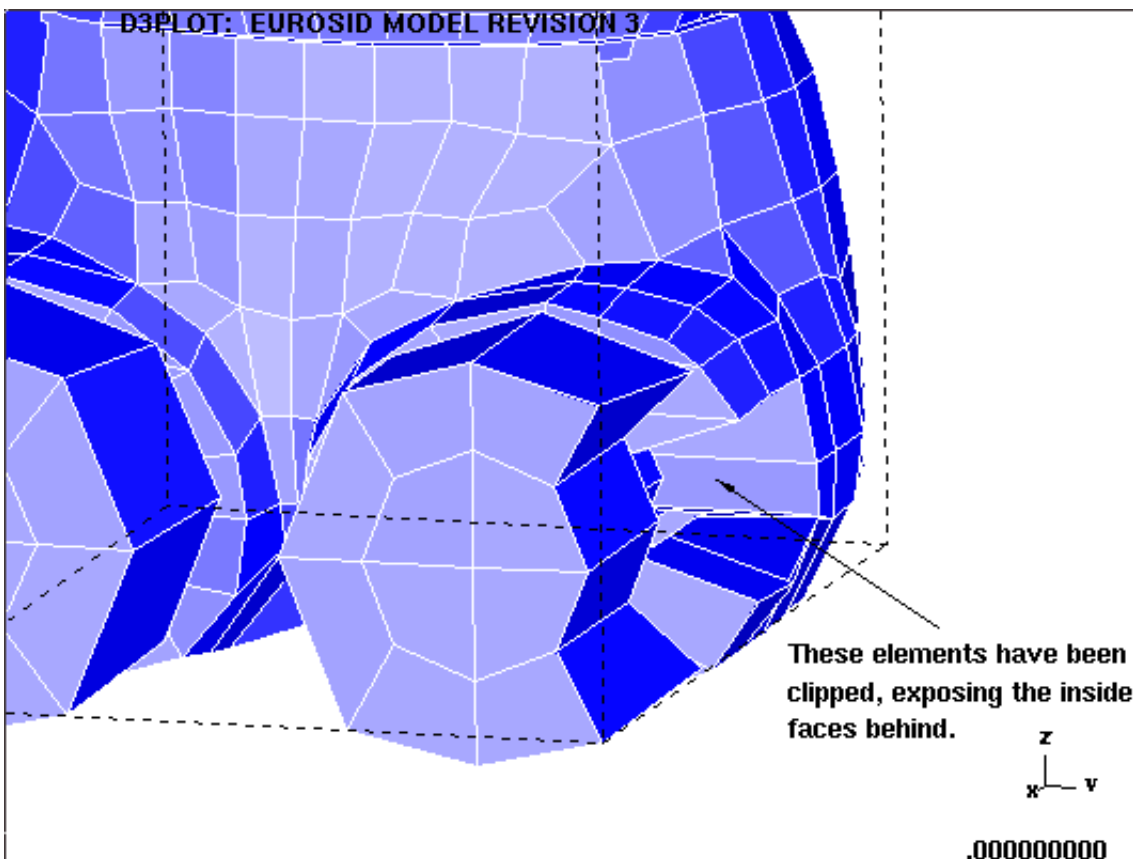 D3PLOT: EUROSID MODEL REVISION 3
These elements have been
clipped, exposing the inside
faces behind.
z
x
Y
.000000000